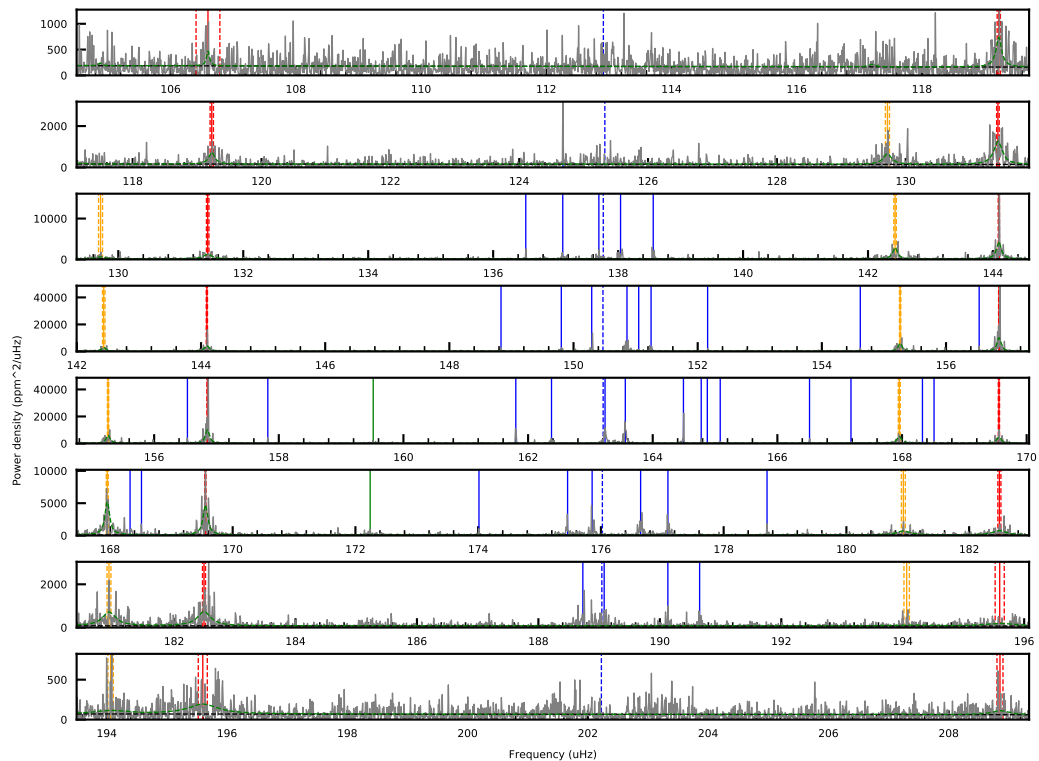 1000
500
0
106 108 110 112 114 116 118
2000
0
118 120 122 124 126 128 130
10000
0
130 132 134 136 138 140 142 144
40000
20000
0
142 144 146 148 150 152 154 156
40000
20000
0
156 158 160 162 164 166 168 170
10000
5000
0
168 170 172 174 176 178 180 182
2000
0
182 184 186 188 190 192 194 196
500
0
194 196 198 200 202 204 206 208
Power density (ppm^2/uHz)
Frequency (uHz)